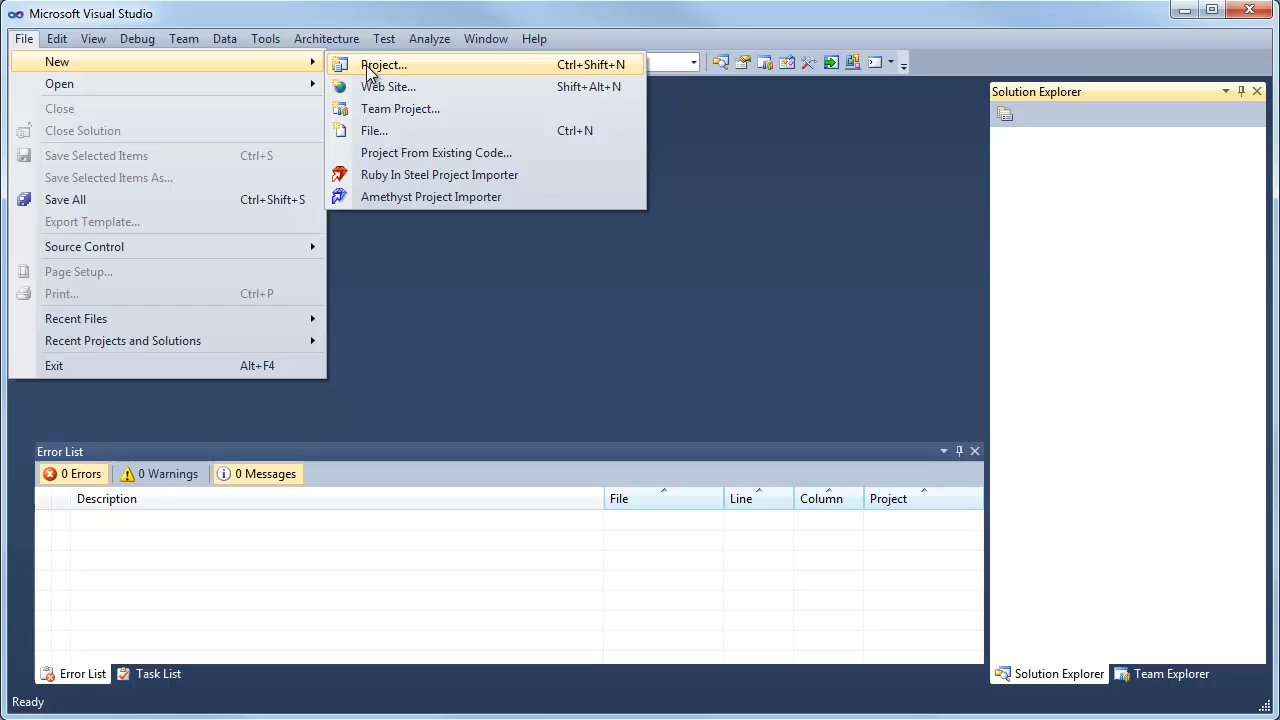 Microsoft Visual Studio
File Edit View Debug Team Data Tools Architecture Test Analyze Window Help
New
Open
Close
Close Solution
Save Selected Items Ctrl+S
Save Selected Items As...
Save All Ctrl+Shift+S
Export Template...
Source Control
Page Setup...
Print... Ctrl+P
Recent Files
Recent Projects and Solutions
Exit Alt+F4
Project... Ctrl+Shift+N
Web Site... Shift+Alt+N
Team Project...
File... Ctrl+N
Project From Existing Code...
Ruby In Steel Project Importer
Amethyst Project Importer
Solution Explorer
Error List
0 Errors 0 Warnings 0 Messages
Description File Line Column Project
Error List Task List
Solution Explorer Team Explorer
Ready